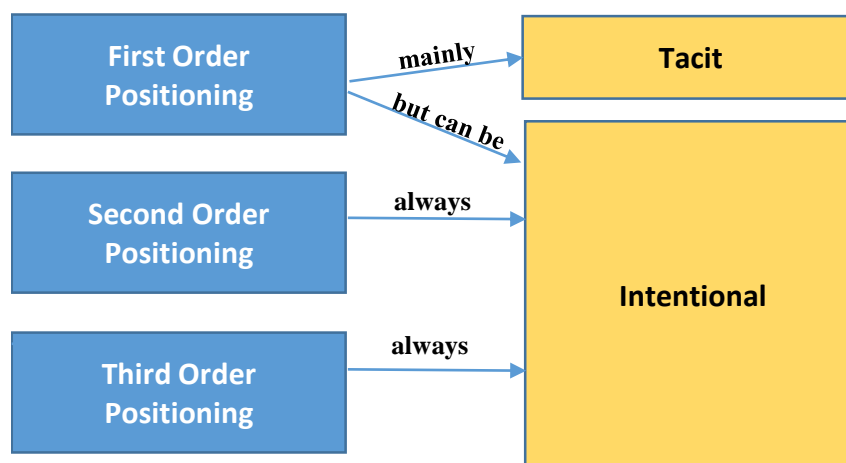 First Order
Positioning
mainly
Tacit
but can be
Second Order
Positioning
always
Intentional
Third Order
Positioning
always